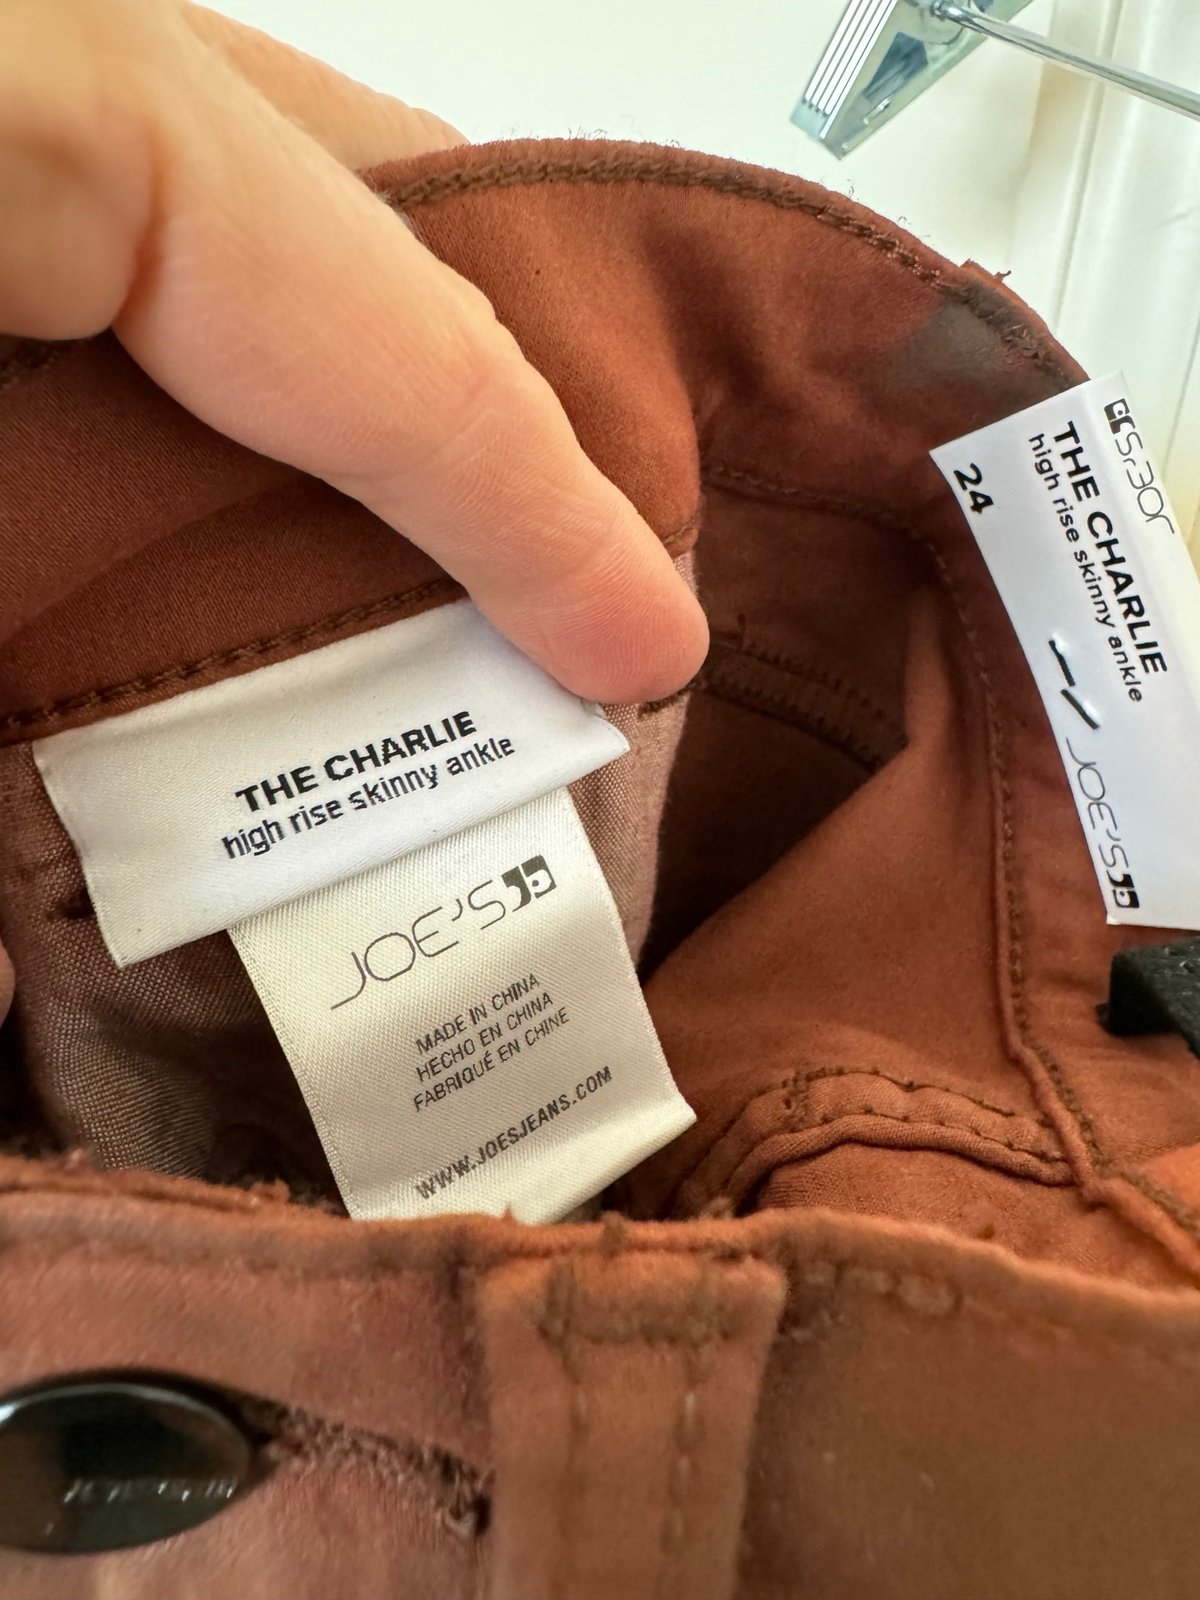 THE CHARLIE
high rise skinny ankle
JOE'S
MADE IN CHINA
HECHO EN CHINA
FABRIQUÉ EN CHINE
WWW.JOESJEANS.COM
JOE'S
THE CHARLIE
high rise skinny ankle
24
JOE'S